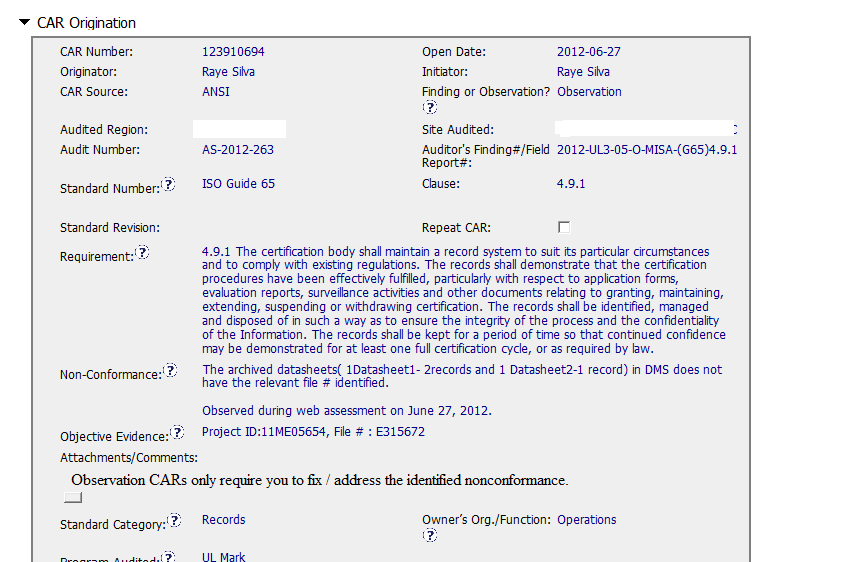 CAR Origination
CAR Number: 123910694 Open Date: 2012-06-27
Originator: Raye Silva Initiator: Raye Silva
CAR Source: ANSI Finding or Observation? Observation
?
Audited Region: Site Audited:
Audit Number: AS-2012-263 Auditor's Finding#/Field 2012-UL3-05-O-MISA-(G65)4.9.1
Report#:
Standard Number: ? ISO Guide 65 Clause: 4.9.1
Standard Revision: Repeat CAR:
Requirement: ? 4.9.1 The certification body shall maintain a record system to suit its particular circumstances
and to comply with existing regulations. The records shall demonstrate that the certification
procedures have been effectively fulfilled, particularly with respect to application forms,
evaluation reports, surveillance activities and other documents relating to granting, maintaining,
extending, suspending or withdrawing certification. The records shall be identified, managed
and disposed of in such a way as to ensure the integrity of the process and the confidentiality
of the Information. The records shall be kept for a period of time so that continued confidence
may be demonstrated for at least one full certification cycle, or as required by law.
Non-Conformance: ? The archived datasheets( 1Datasheet1- 2records and 1 Datasheet2-1 record) in DMS does not
have the relevant file # identified.
Observed during web assessment on June 27, 2012.
Objective Evidence: ? Project ID:11ME05654, File # : E315672
Attachments/Comments:
Observation CARs only require you to fix / address the identified nonconformance.
Standard Category: ? Records Owner's Org./Function: Operations
?
Program Audited: ? UL Mark